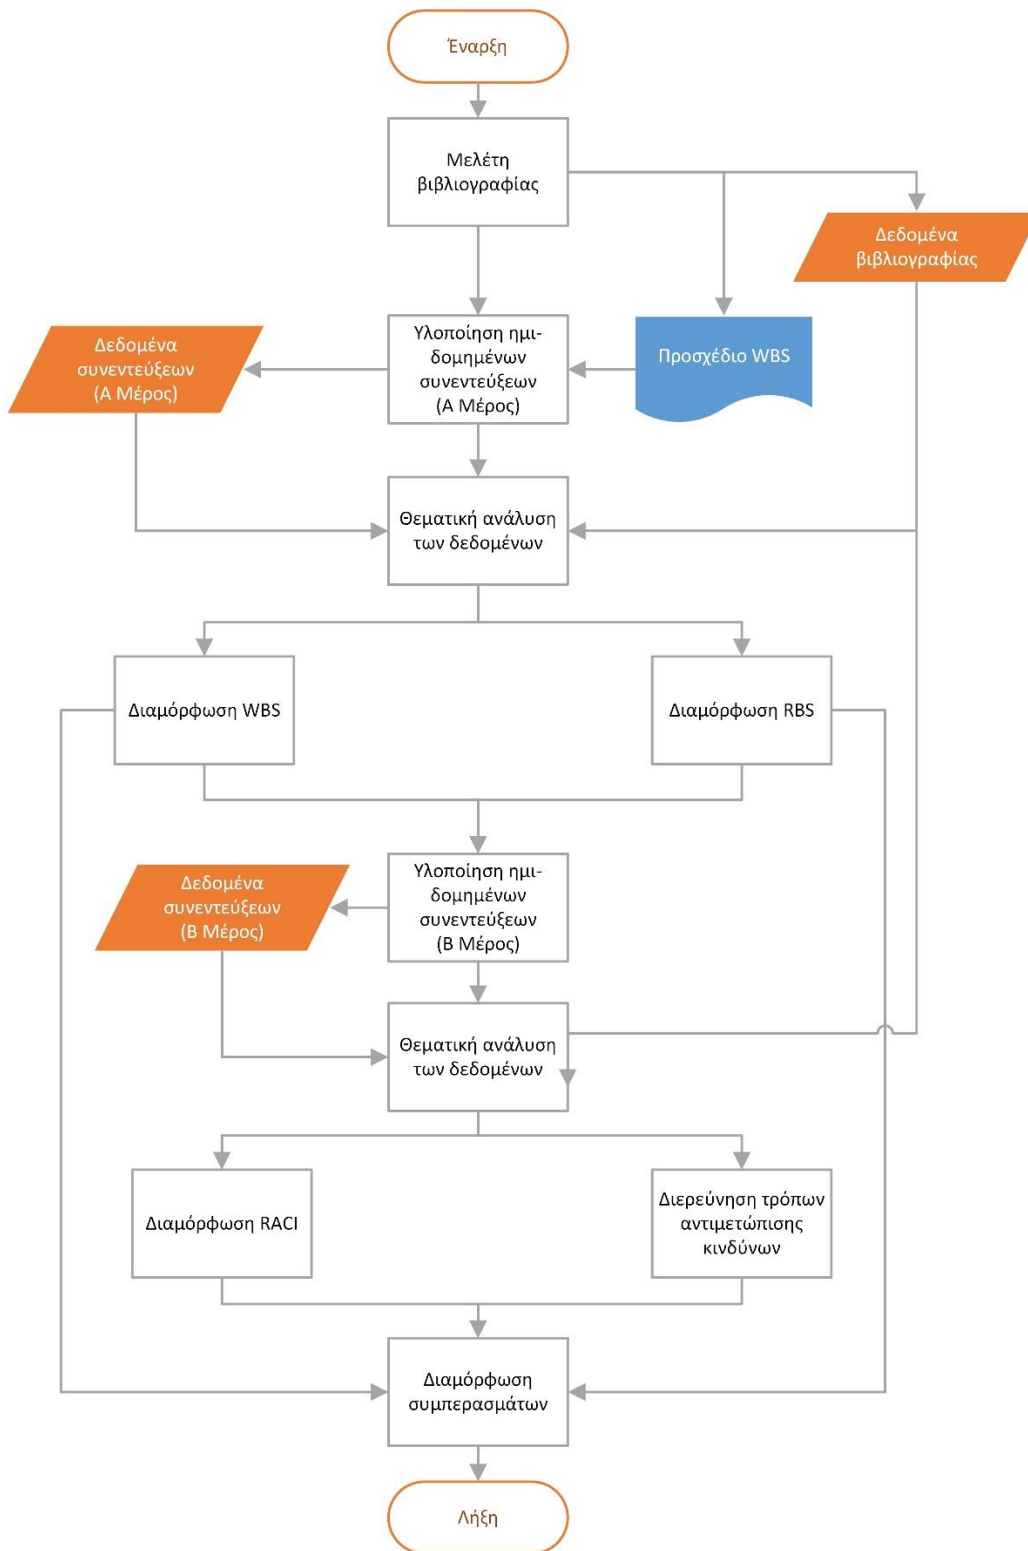 Έναρξη
Μελέτη
βιβλιογραφίας
Δεδομένα
βιβλιογραφίας
Δεδομένα
συνεντεύξεων
(Α Μέρος)
Υλοποίηση ημι-
δομημένων
συνεντεύξεων
(Α Μέρος)
Προσχέδιο WBS
Θεματική ανάλυση
των δεδομένων
Διαμόρφωση WBS
Διαμόρφωση RBS
Δεδομένα
συνεντεύξεων
(Β Μέρος)
Υλοποίηση ημι-
δομημένων
συνεντεύξεων
(Β Μέρος)
Θεματική ανάλυση
των δεδομένων
Διαμόρφωση RACI
Διερεύνηση τρόπων
αντιμετώπισης
κινδύνων
Διαμόρφωση
συμπερασμάτων
Λήξη